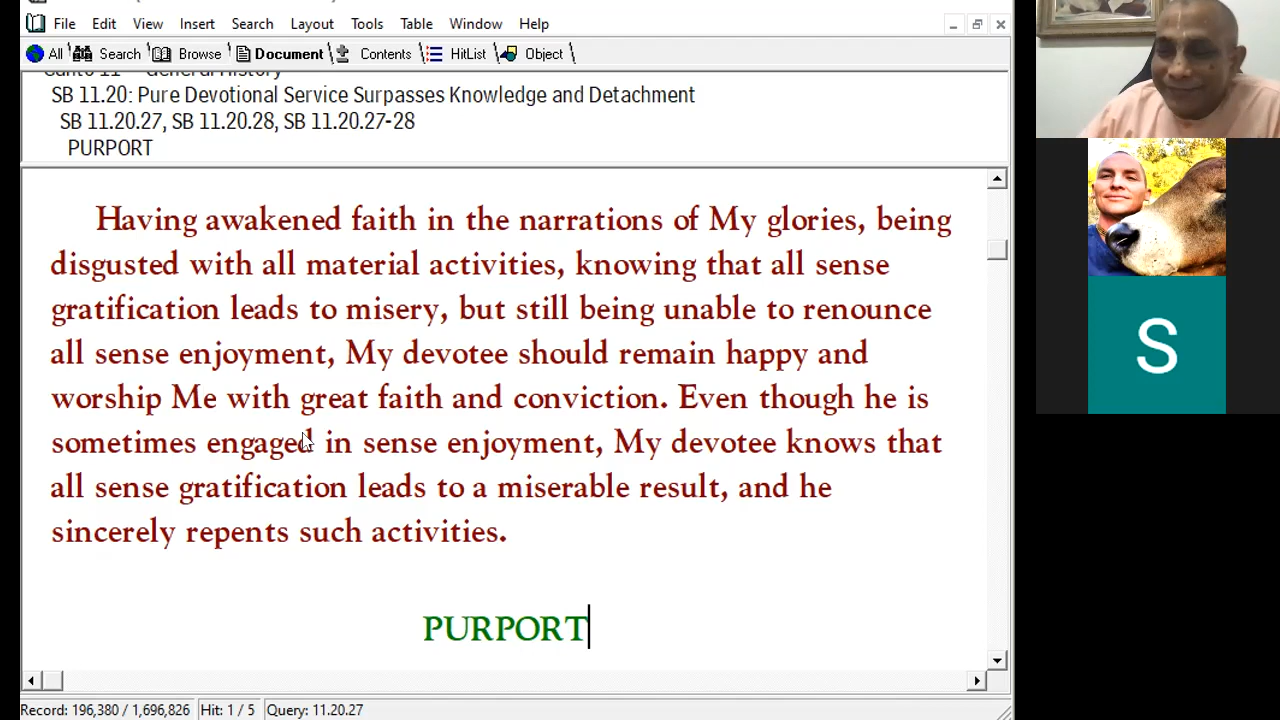 File Edit View Insert Search Layout Tools Table Window Help
All Search Browse Document Contents HitList Object
General History
SB 11.20: Pure Devotional Service Surpasses Knowledge and Detachment
SB 11.20.27, SB 11.20.28, SB 11.20.27-28
PURPORT
Having awakened faith in the narrations of My glories, being
disgusted with all material activities, knowing that all sense
gratification leads to misery, but still being unable to renounce
all sense enjoyment, My devotee should remain happy and
worship Me with great faith and conviction. Even though he is
sometimes engaged in sense enjoyment, My devotee knows that
all sense gratification leads to a miserable result, and he
sincerely repents such activities.
PURPORT
Record: 196,380 / 1,696,826 Hit: 1 / 5 Query: 11.20.27
S